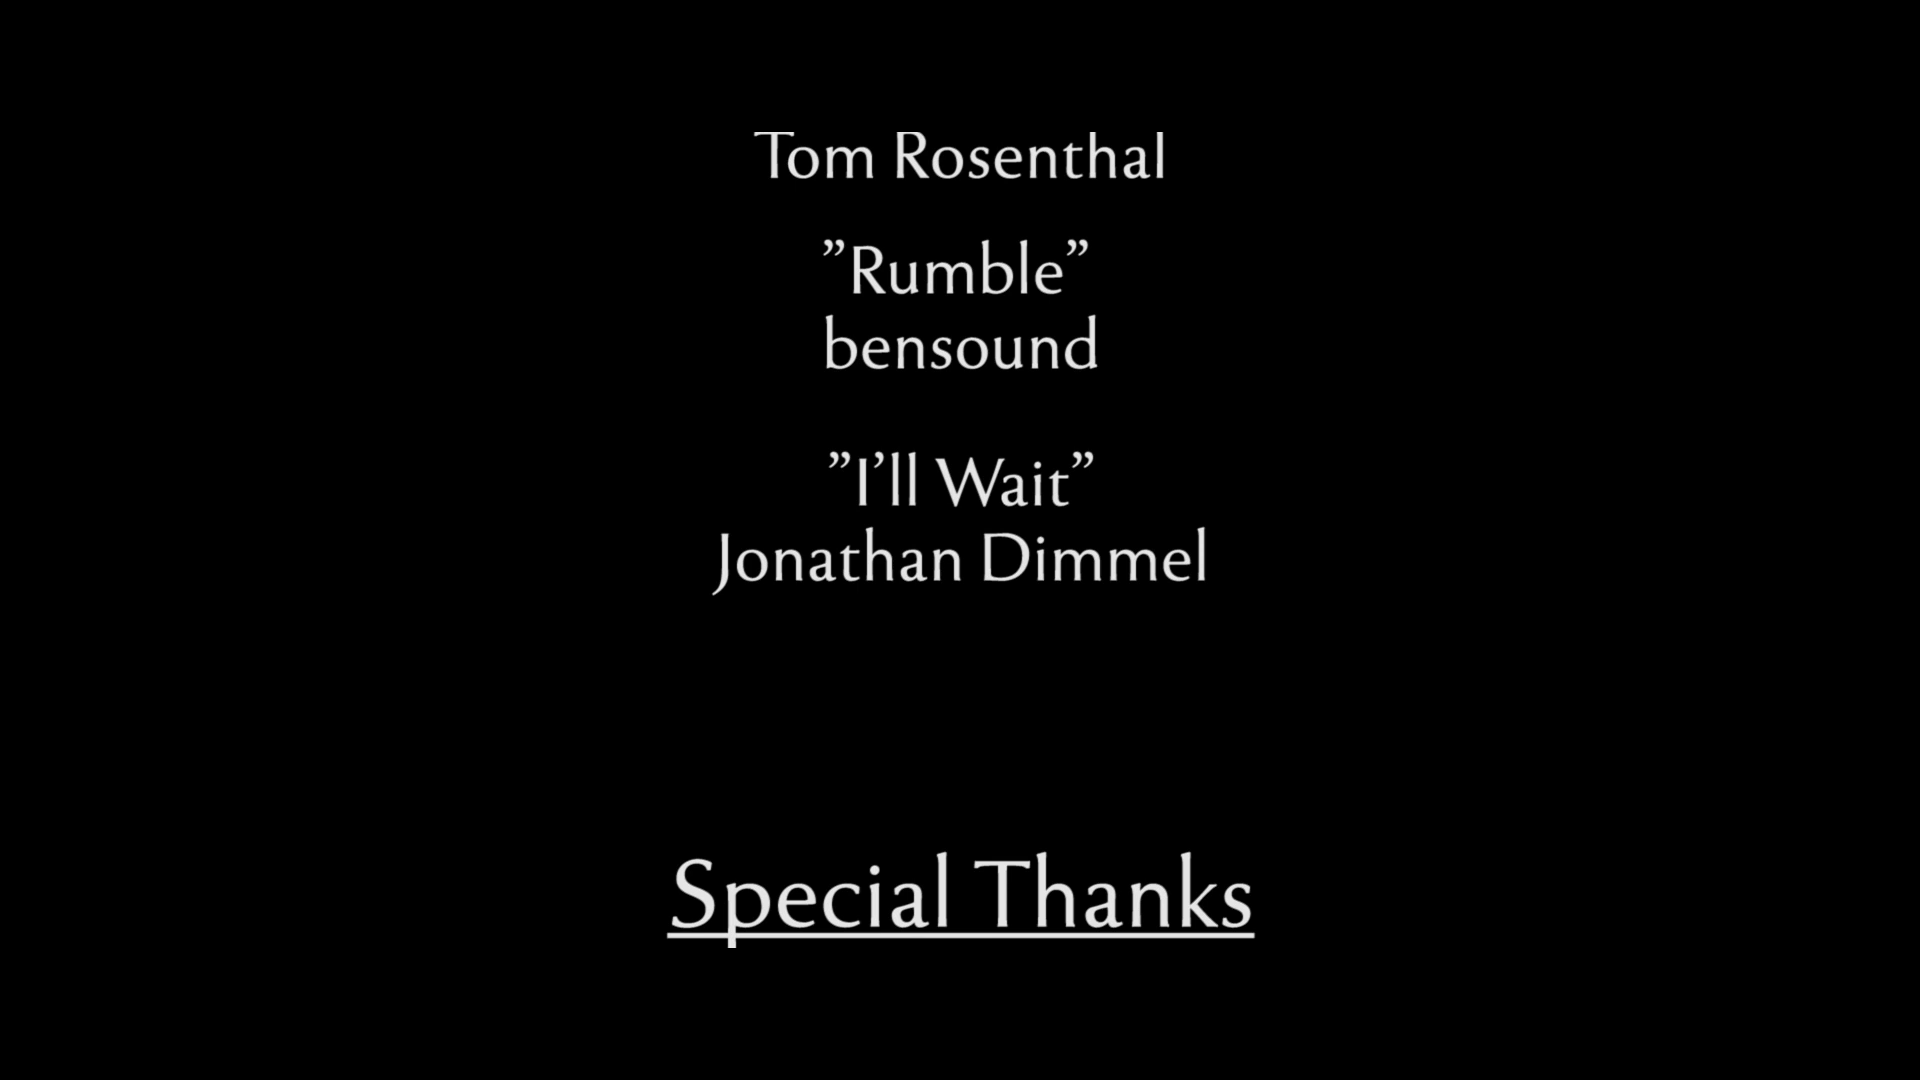 Tom Rosenthal
”Rumble”
bensound
”I’ll Wait”
Jonathan Dimmel
Special Thanks